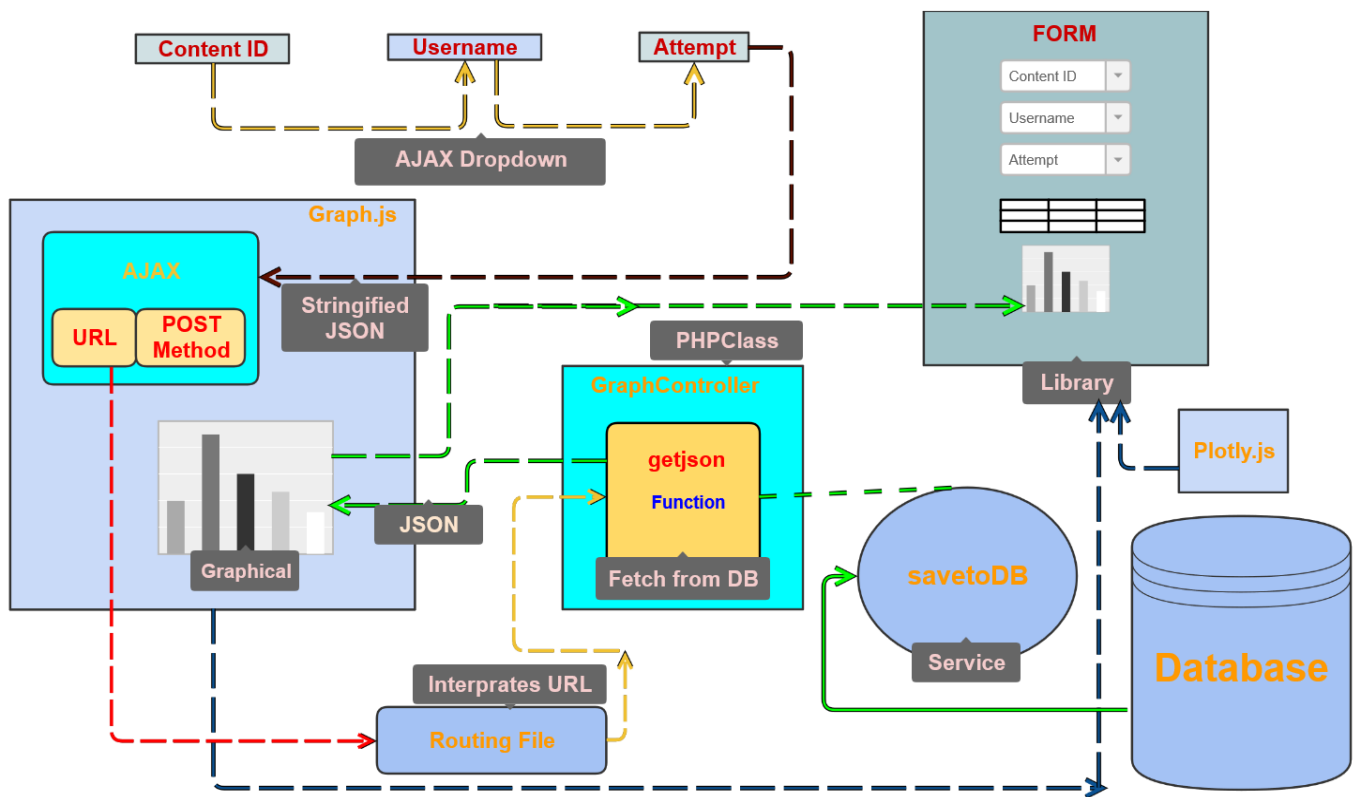 Content ID
Username
Attempt
AJAX Dropdown
FORM
Content ID
Username
Attempt
Library
Graph.js
AJAX
URL
POST
Method
Stringified
JSON
Graphical
JSON
PHPClass
GraphController
getjson
Function
Fetch from DB
Plotly.js
savetoDB
Service
Database
Interprates URL
Routing File